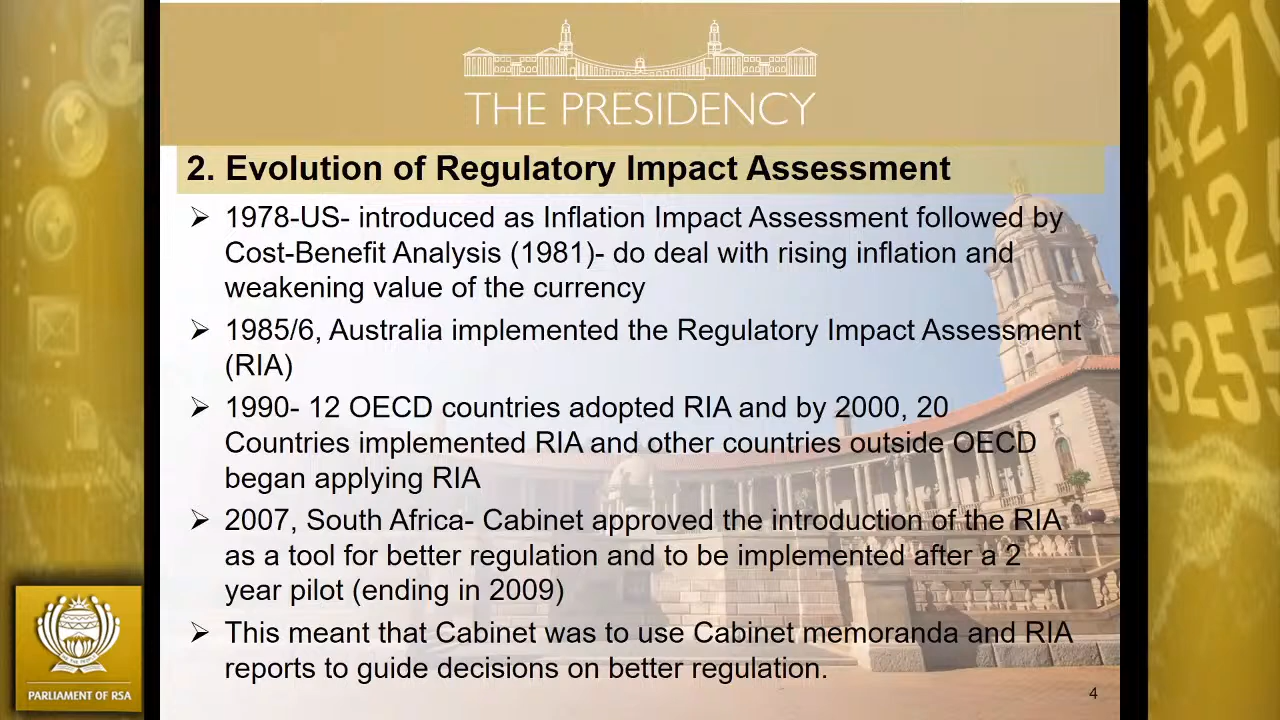 THE PRESIDENCY
2. Evolution of Regulatory Impact Assessment
➢ 1978-US- introduced as Inflation Impact Assessment followed by
Cost-Benefit Analysis (1981)- do deal with rising inflation and
weakening value of the currency
➢ 1985/6, Australia implemented the Regulatory Impact Assessment
(RIA)
➢ 1990- 12 OECD countries adopted RIA and by 2000, 20
Countries implemented RIA and other countries outside OECD
began applying RIA
➢ 2007, South Africa- Cabinet approved the introduction of the RIA
as a tool for better regulation and to be implemented after a 2
year pilot (ending in 2009)
➢ This meant that Cabinet was to use Cabinet memoranda and RIA
reports to guide decisions on better regulation.
4
PARLIAMENT OF RSA
427
442
6255